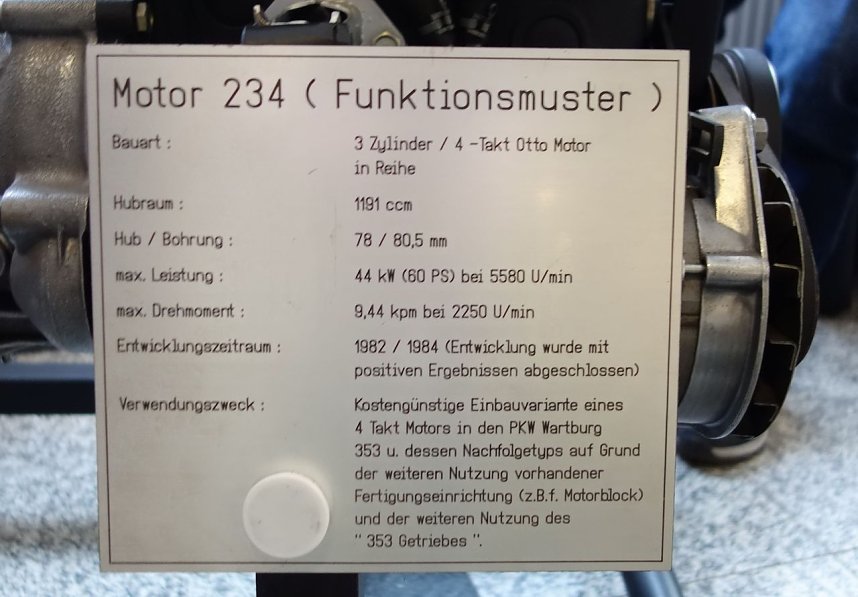 Motor 234 ( Funktionsmuster )
Bauart : 3 Zylinder / 4 -Takt Otto Motor
in Reihe
Hubraum : 1191 ccm
Hub / Bohrung : 78 / 80,5 mm
max. Leistung : 44 kW (60 PS) bei 5580 U/min
max. Drehmoment : 9,44 kpm bei 2250 U/min
Entwicklungszeitraum : 1982 / 1984 (Entwicklung wurde mit
positiven Ergebnissen abgeschlossen)
Verwendungszweck : Kostengünstige Einbauvariante eines
4 Takt Motors in den PKW Wartburg
353 u. dessen Nachfolgetyps auf Grund
der weiteren Nutzung vorhandener
Fertigungseinrichtung (z.B.f. Motorblock)
und der weiteren Nutzung des
" 353 Getriebes ".